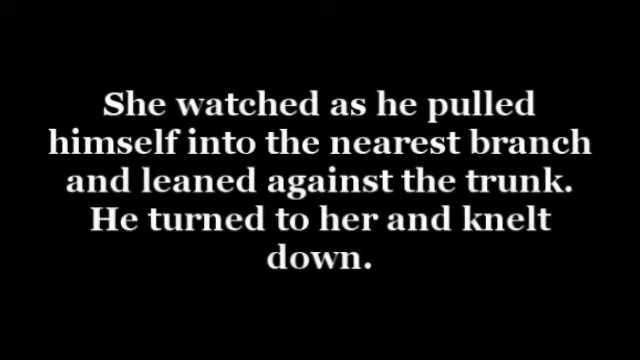 She watched as he pulled
himself into the nearest branch
and leaned against the trunk.
He turned to her and knelt
down.